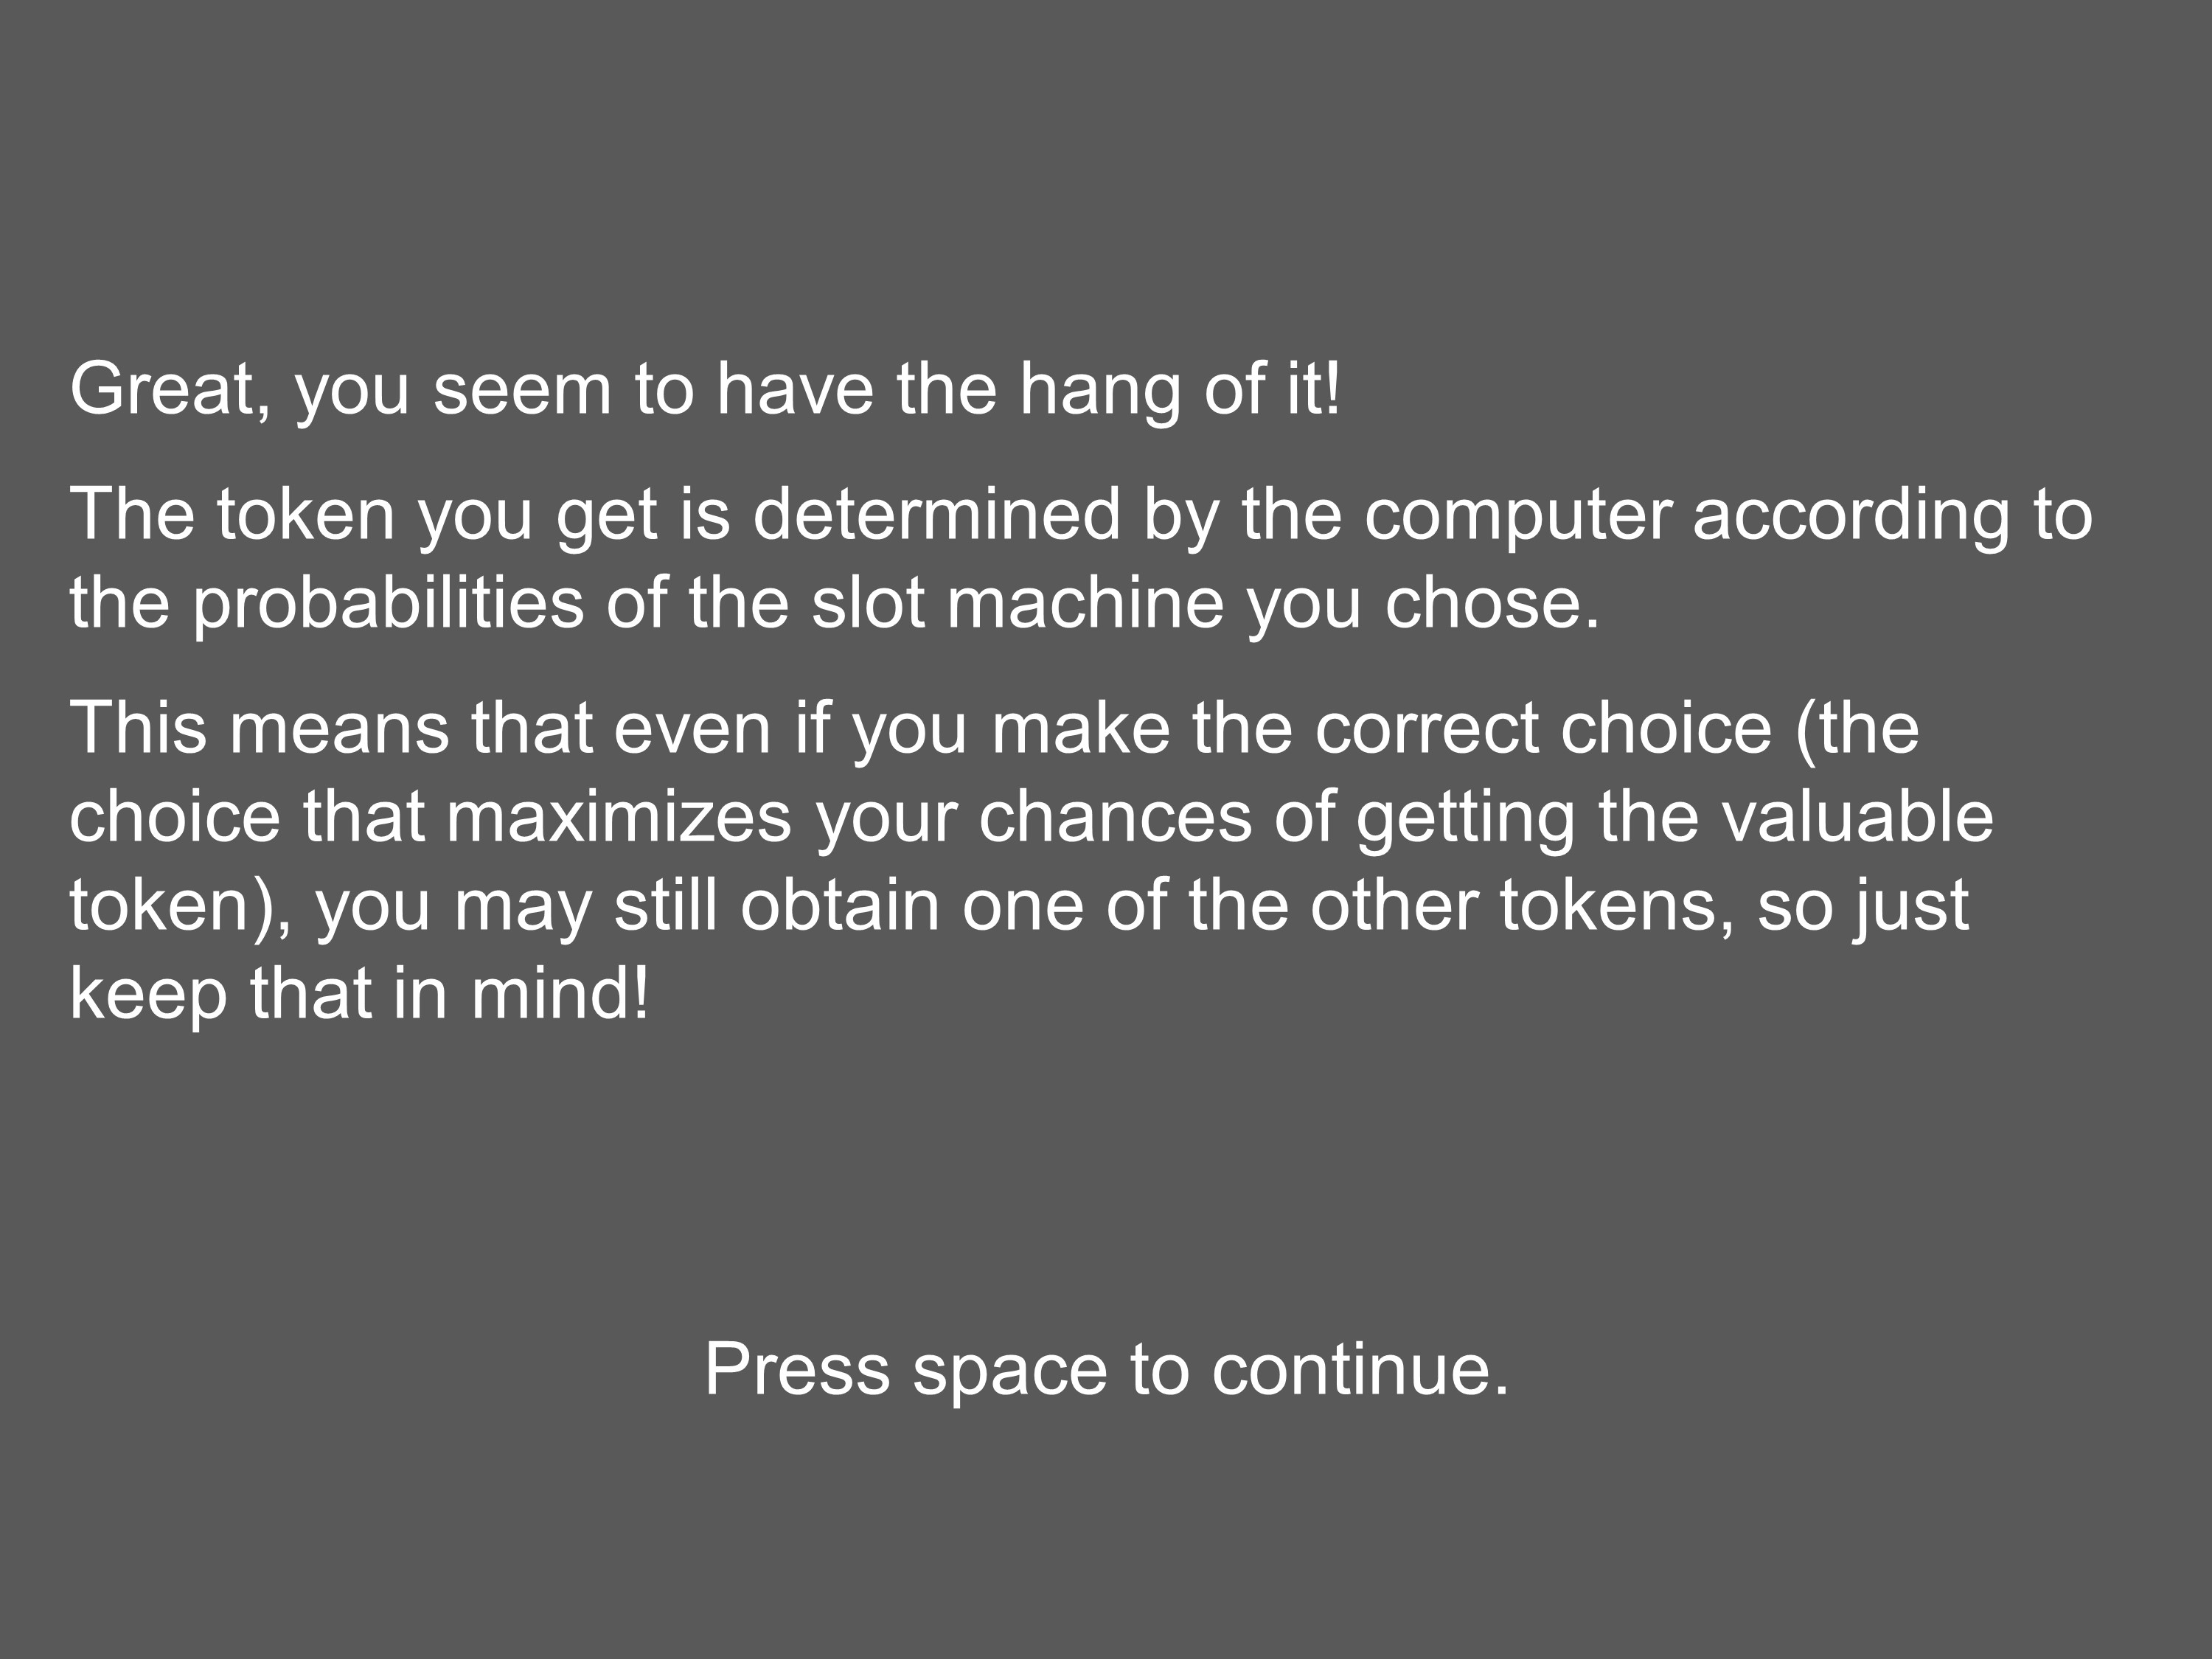 Great, you seem to have the hang of it!
The token you get is determined by the computer according to
the probabilities of the slot machine you chose.
This means that even if you make the correct choice (the
choice that maximizes your chances of getting the valuable
token), you may still obtain one of the other tokens, so just
keep that in mind!
Press space to continue.